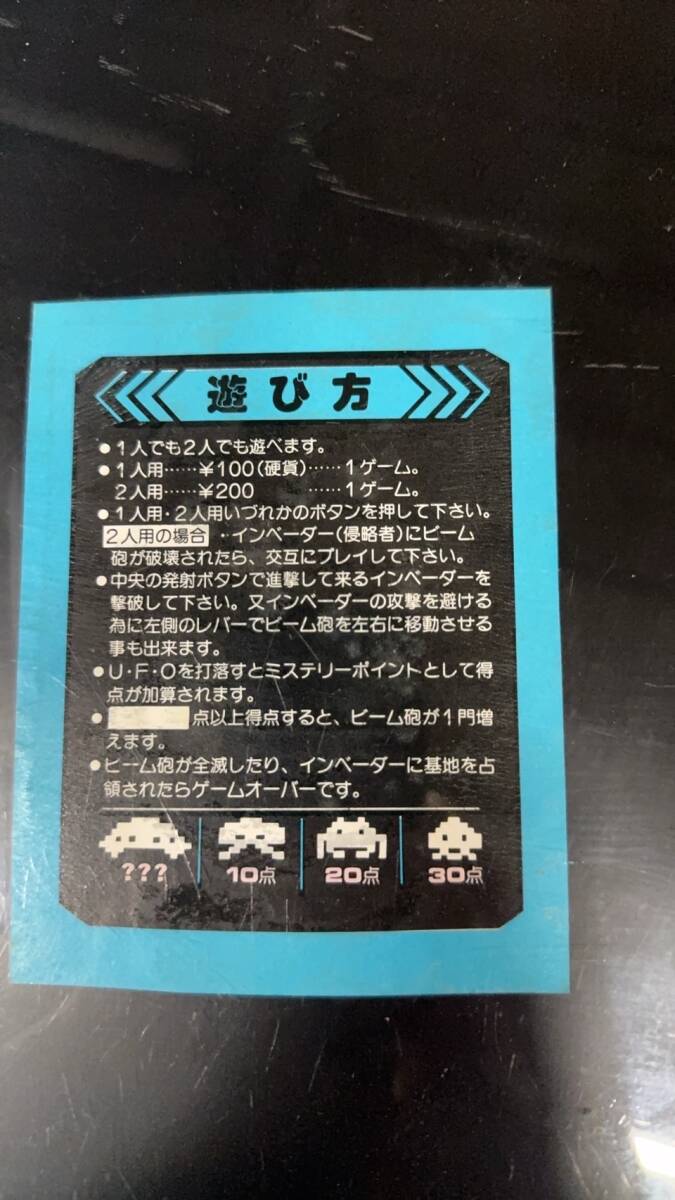 遊び方
●1人でも2人でも遊べます。
●1人用……¥100(硬貨)……1ゲーム。
2人用……¥200 ……1ゲーム。
●1人用・2人用いづれかのボタンを押して下さい。
2人用の場合 ・・インベーダー(侵略者)にビーム
砲が破壊されたら、交互にプレイして下さい。
●中央の発射ボタンで進撃して来るインベーダーを
撃破して下さい。又インベーダーの攻撃を避ける
為に左側のレバーでビーム砲を左右に移動させる
事も出来ます。
●U・F・Oを打落すとミステリーポイントとして得
点が加算されます。
● 点以上得点すると、ビーム砲が1門増
えます。
●ビーム砲が全滅したり、インベーダーに基地を占
領されたらゲームオーバーです。
??? 10点 20点 30点